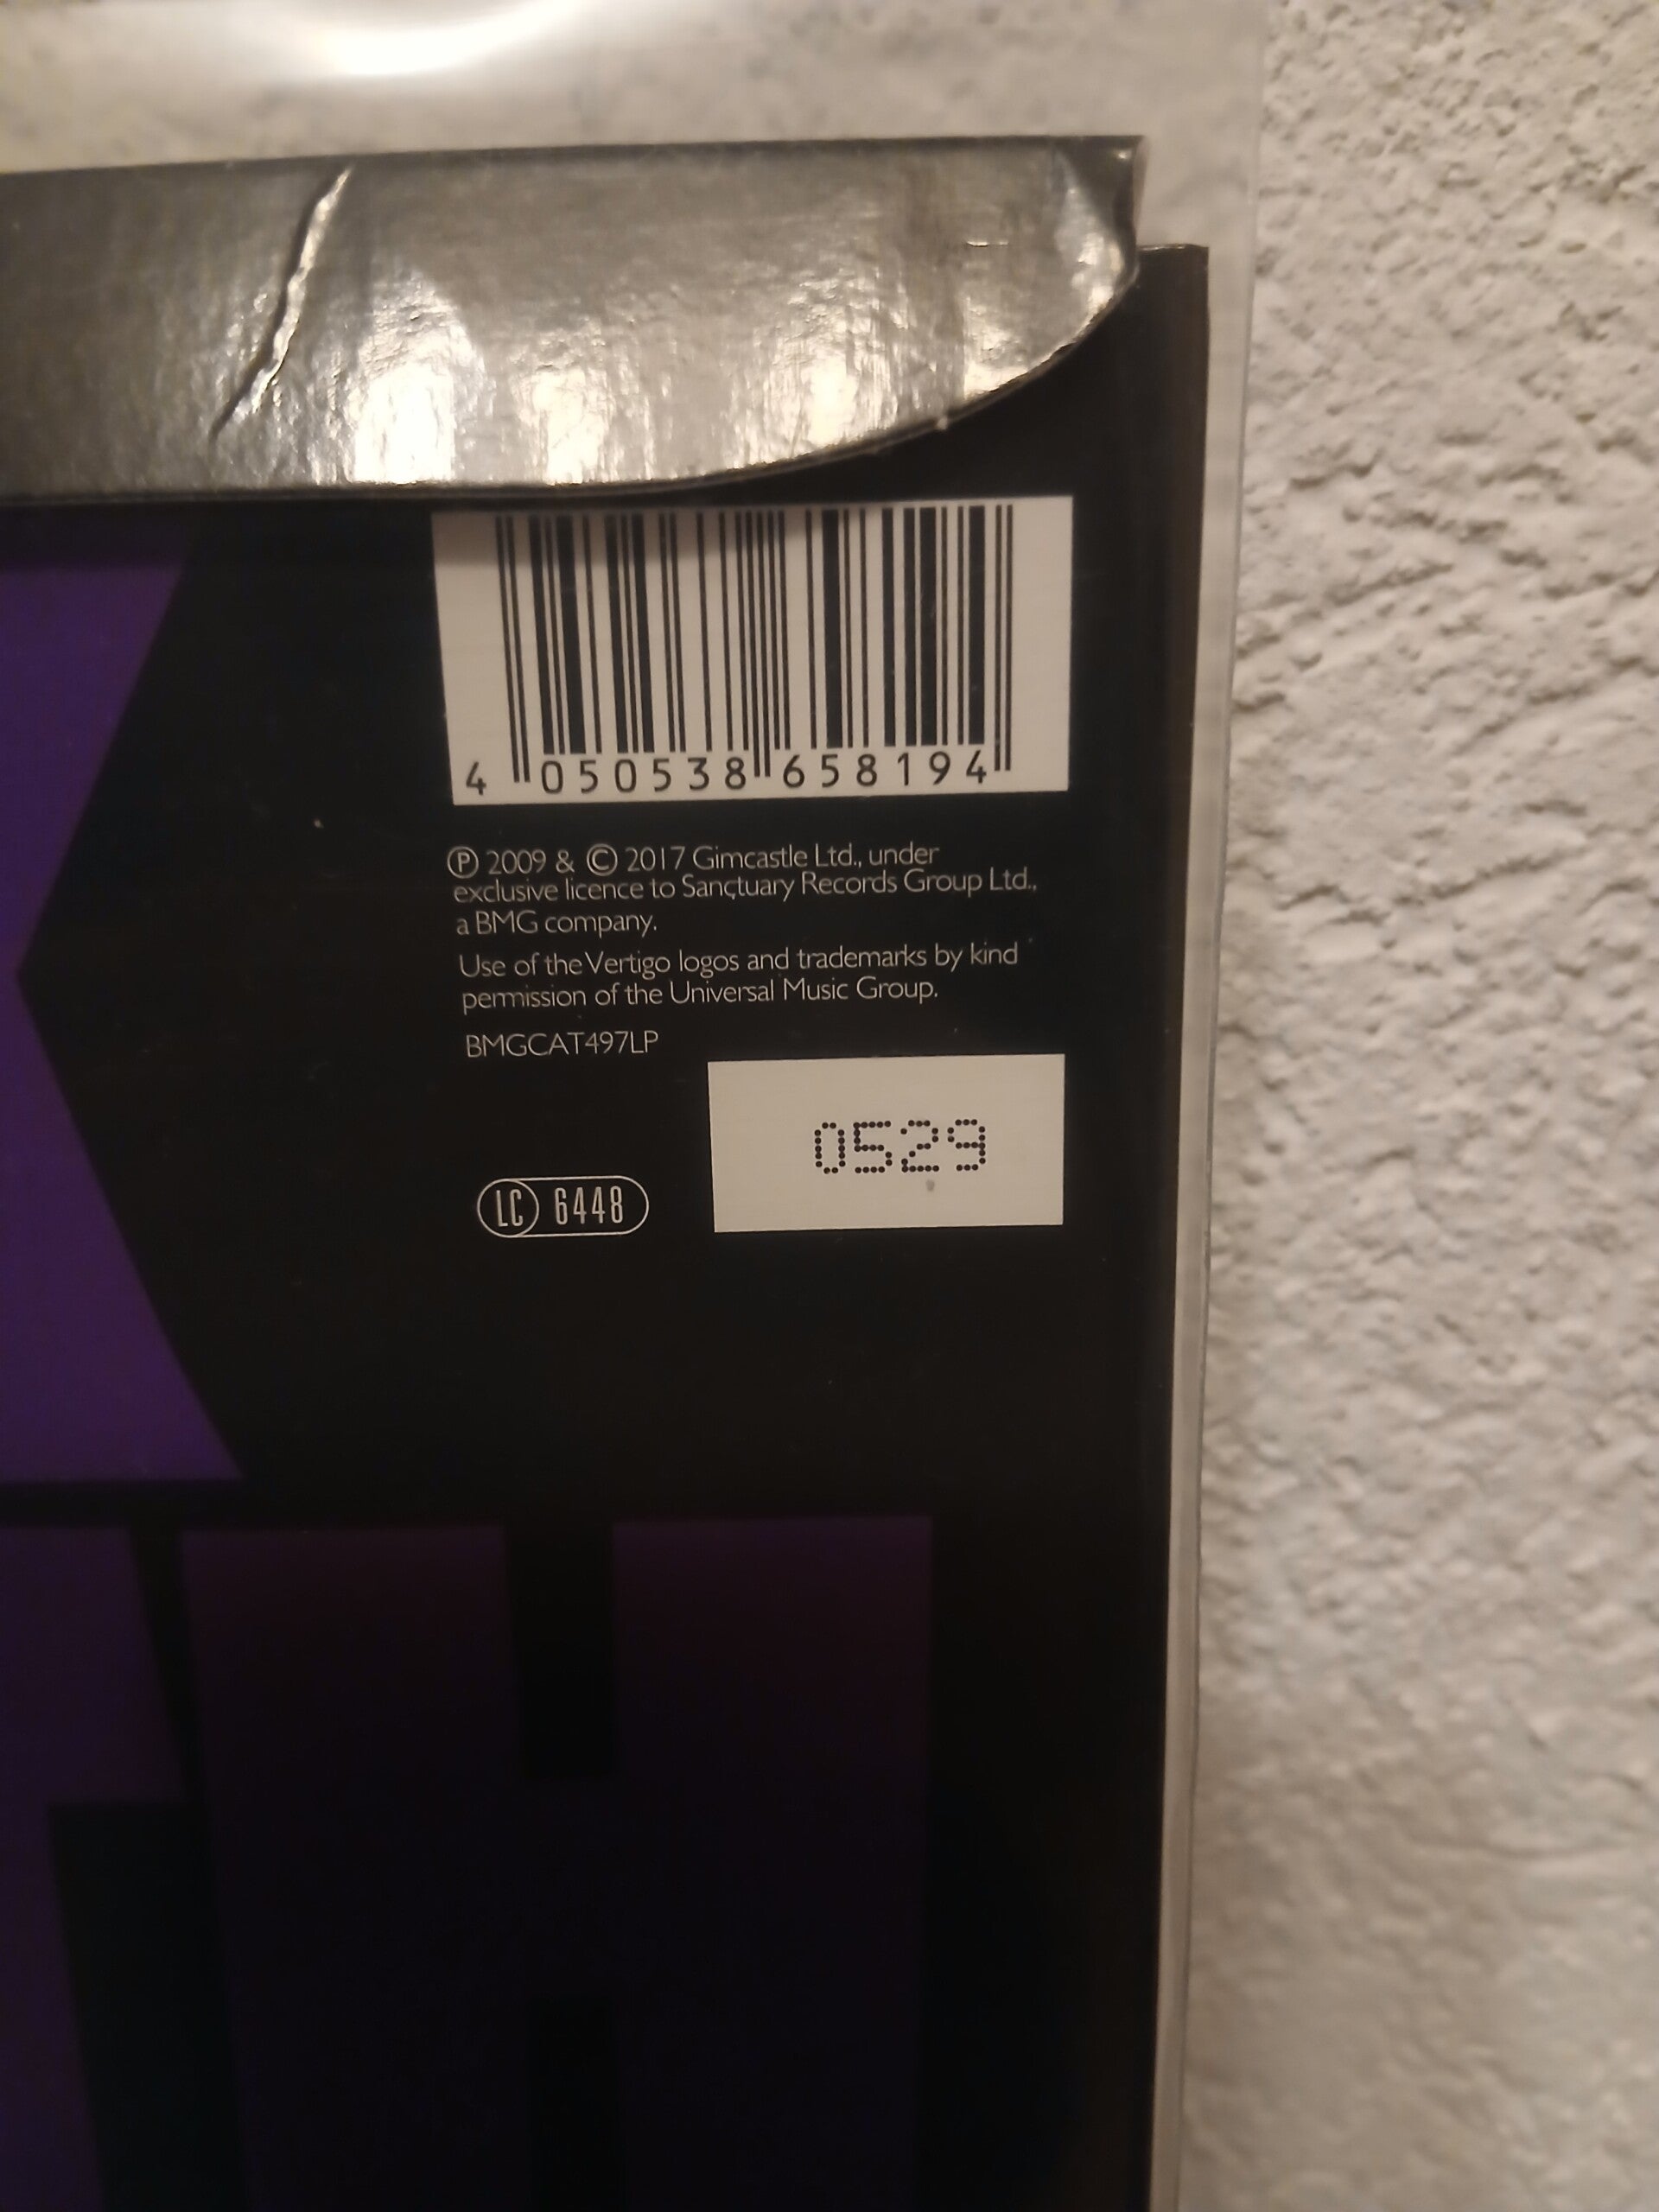 4 050538 658194
Ⓟ 2009 & © 2017 Gimcastle Ltd., under
exclusive licence to Sanctuary Records Group Ltd.,
a BMG company.
Use of the Vertigo logos and trademarks by kind
permission of the Universal Music Group.
BMGCAT497LP
0529
LC 6448